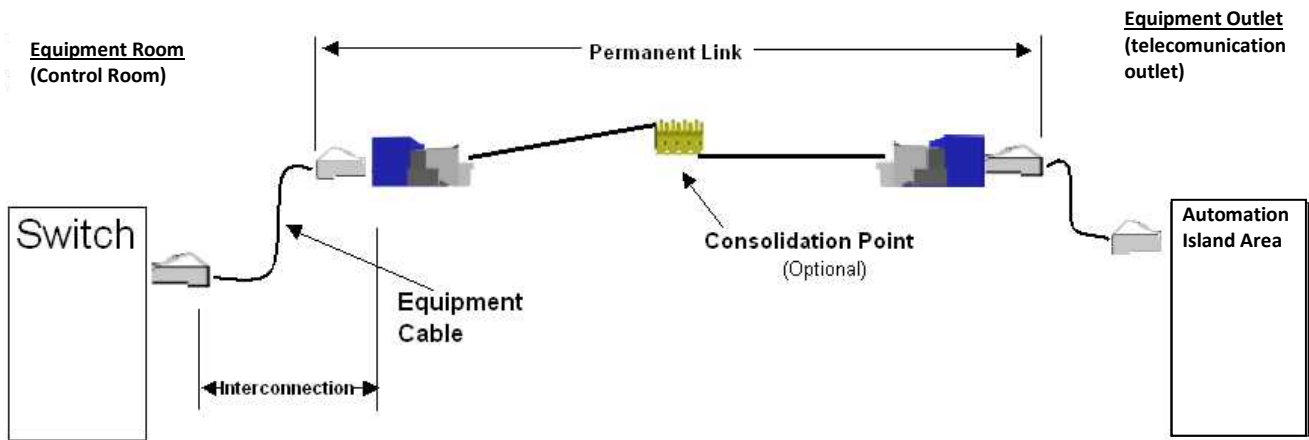 Equipment Room
(Control Room)
Permanent Link
Equipment Outlet
(telecomunication
outlet)
Switch
Consolidation Point
(Optional)
Automation
Island Area
Equipment
Cable
Interconnection